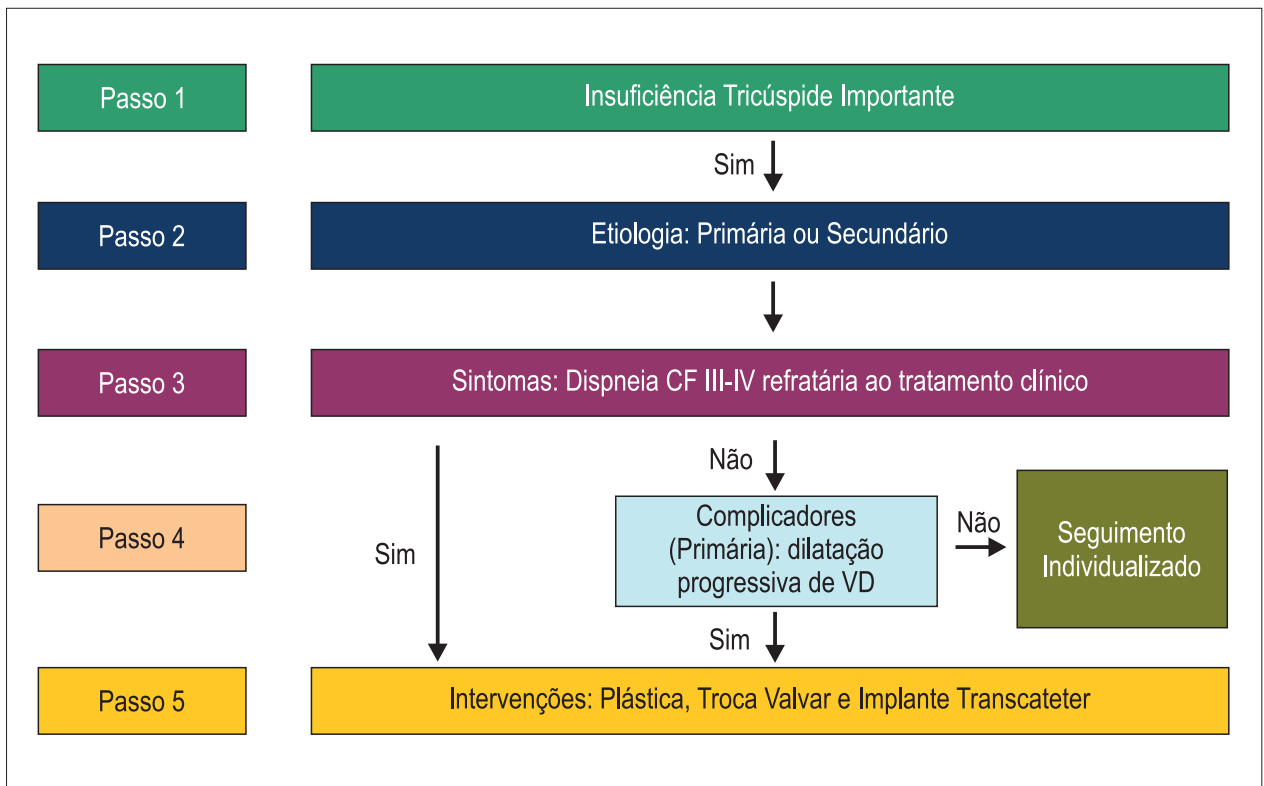 Passo 1
Insuficiência Tricúspide Importante
Sim
Passo 2
Etiologia: Primária ou Secundário
Passo 3
Sintomas: Dispneia CF III-IV refratária ao tratamento clínico
Não
Passo 4
Sim
Complicadores
(Primária): dilatação
progressiva de VD
Não
Seguimento
Individualizado
Sim
Passo 5
Intervenções: Plástica, Troca Valvar e Implante Transcateter